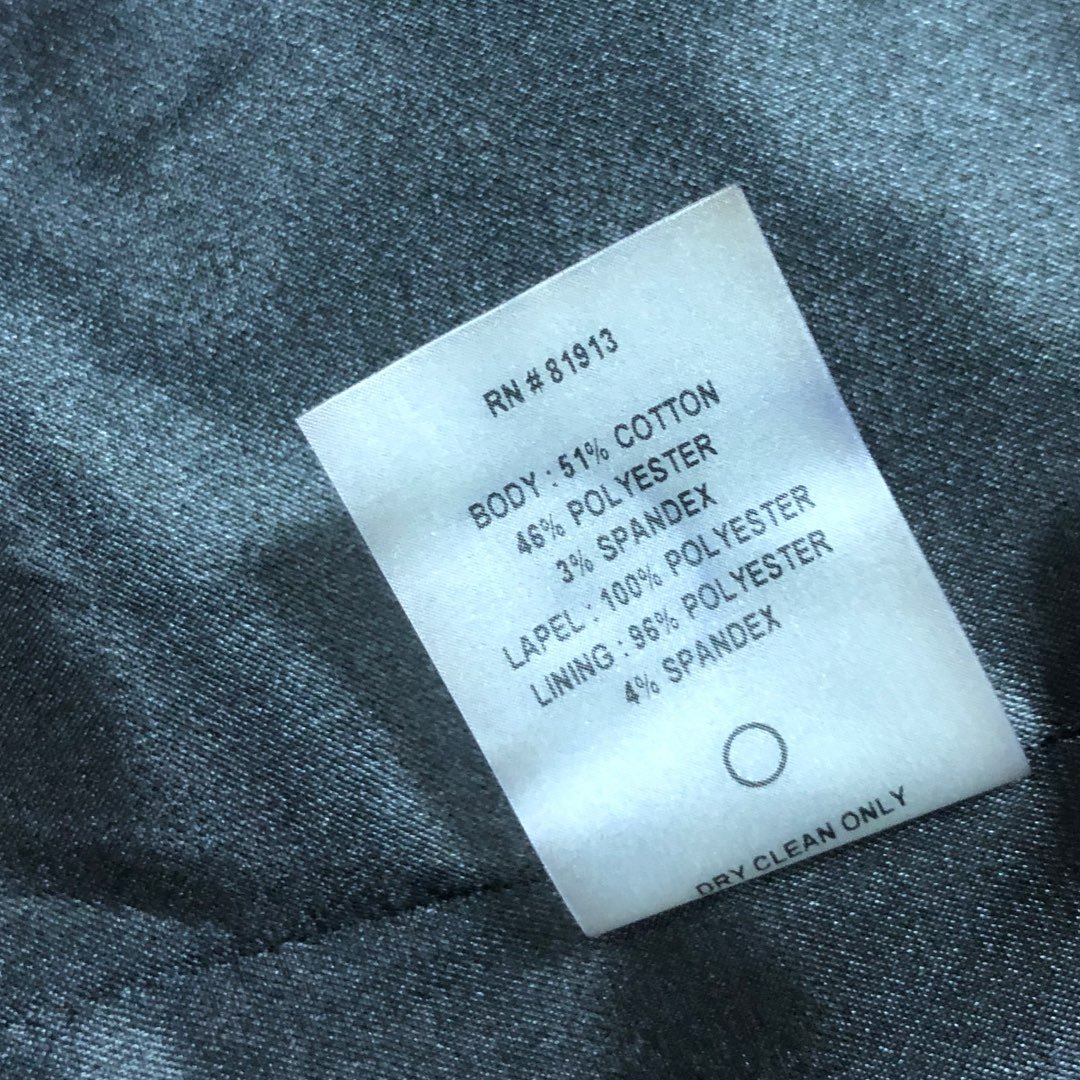 RN # 81913
BODY : 51% COTTON
46% POLYESTER
3% SPANDEX
LAPEL : 100% POLYESTER
LINING : 96% POLYESTER
4% SPANDEX
DRY CLEAN ONLY